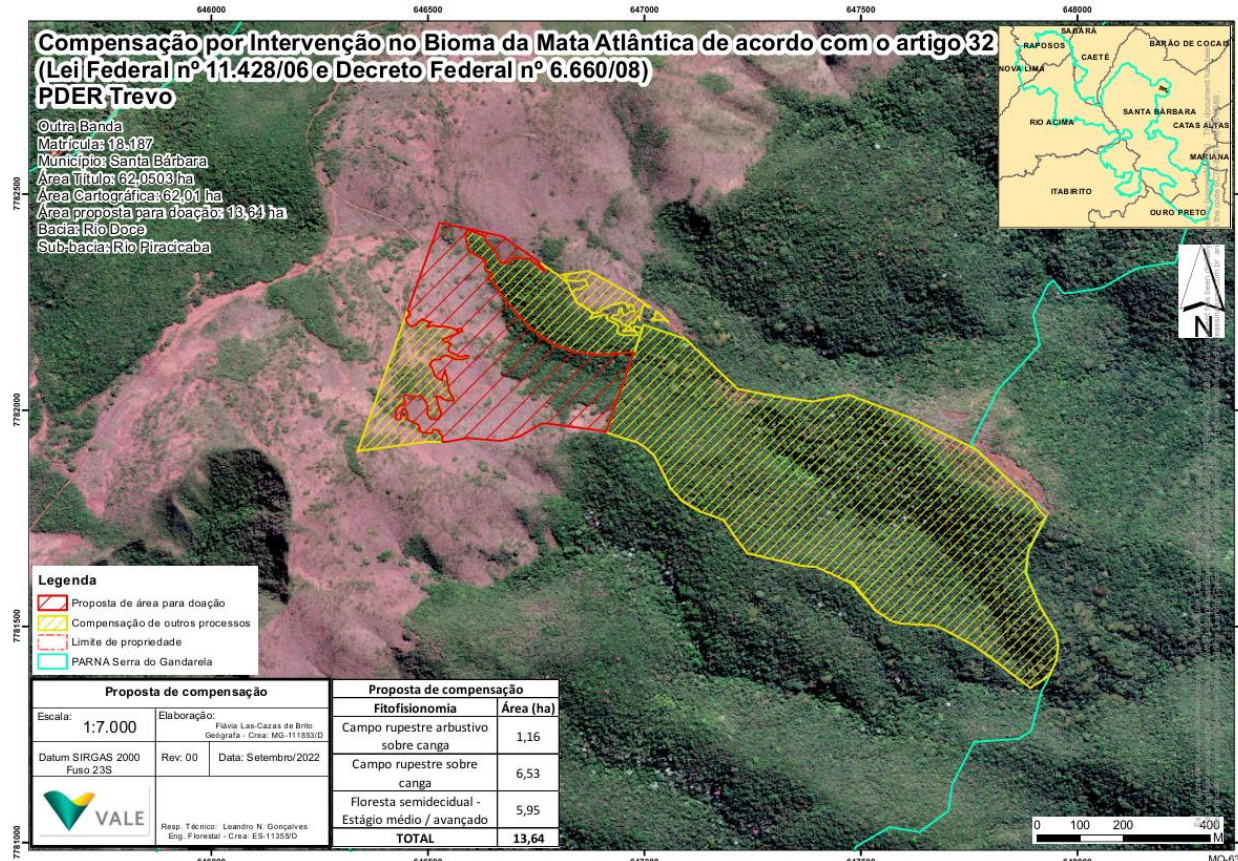 646000 646500 647000 647500 648000
Compensação por Intervenção no Bioma da Mata Atlântica de acordo com o artigo 32
(Lei Federal nº 11.428/06 e Decreto Federal nº 6.660/08)
PDER Trevo
Outra Banda
Matrícula: 18.187
Município: Santa Bárbara
Área Título: 62,0503 ha
Área Cartográfica: 62,01 ha
Área proposta para doação: 13,64 ha
Bacia: Rio Doce
Sub-bacia: Rio Piracicaba
SABARÁ
RAPOSOS
BARÃO DE COCAIS
CAETÉ
NOVA LIMA
SANTA BÁRBARA
RIO ACIMA
CATAS ALTAS
MARIANA
ITABIRITO
OURO PRETO
N
7782500
7782000
7781500
7781000
Legenda
Proposta de área para doação
Compensação de outros processos
Limite de propriedade
PARNA Serra do Gandarela
Proposta de compensação
Escala:
1:7.000
Elaboração:
Flávia Las-Cazas de Brito
Geógrafa - Crea: MG-111853/D
Datum SIRGAS 2000
Fuso 23S
Rev: 00
Data: Setembro/2022
VALE
Resp. Técnico: Leandro N. Gonçalves
Eng. Florestal - Crea: ES-11355/D
Proposta de compensação
Fitofisionomia Área (ha)
Campo rupestre arbustivo
sobre canga
1,16
Campo rupestre sobre
canga
6,53
Floresta semidecidual -
Estágio médio / avançado
5,95
TOTAL 13,64
0 100 200 400
M
646000 646500 647000 647500 648000